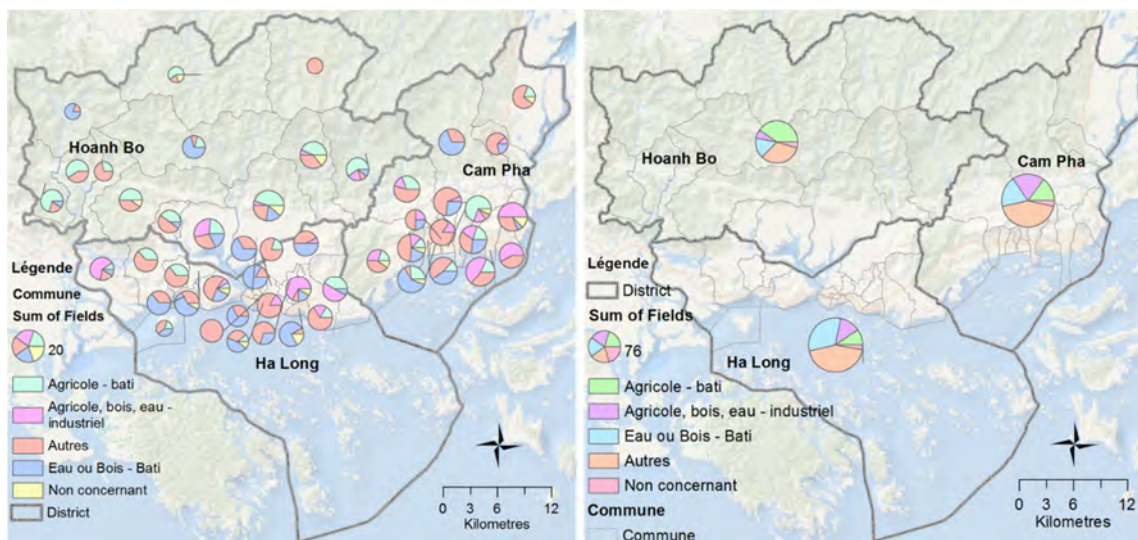 Hoanh Bo
Cam Pha
Ha Long
Légende
Commune
Sum of Fields
20
Agricole - bati
Agricole, bois, eau -
industriel
Autres
Eau ou Bois - Bati
Non concernant
District
0 3 6 12
Kilometres
Hoanh Bo
Cam Pha
Ha Long
Légende
District
Sum of Fields
76
Agricole - bati
Agricole, bois, eau - industriel
Eau ou Bois - Bati
Autres
Non concernant
Commune
Commune
0 3 6 12
Kilometres